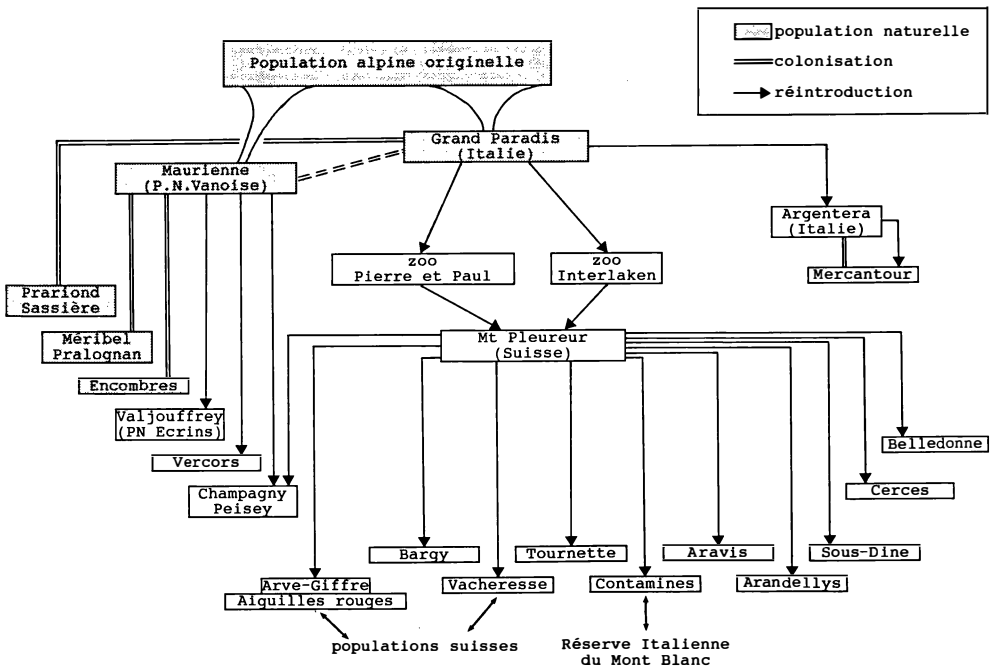 population naturelle
colonisation
réintroduction
Population alpine originelle
Grand Paradis
(Italie)
Maurienne
(P.N.Vanoise)
Argentera
(Italie)
Mercantour
zoo
Pierre et Paul
zoo
Interlaken
Prariond
Sassière
Méribel
Pralognan
Encombres
Valjouffrey
(PN Ecrins)
Vercors
Champagny
Peisey
Mt Pleureur
(Suisse)
Belledonne
Cerces
Bargy
Tournette
Aravis
Sous-Dine
Arve-Giffre
Aiguilles rouges
Vacheresse
Contamines
Arandellys
populations suisses
Réserve Italienne
du Mont Blanc